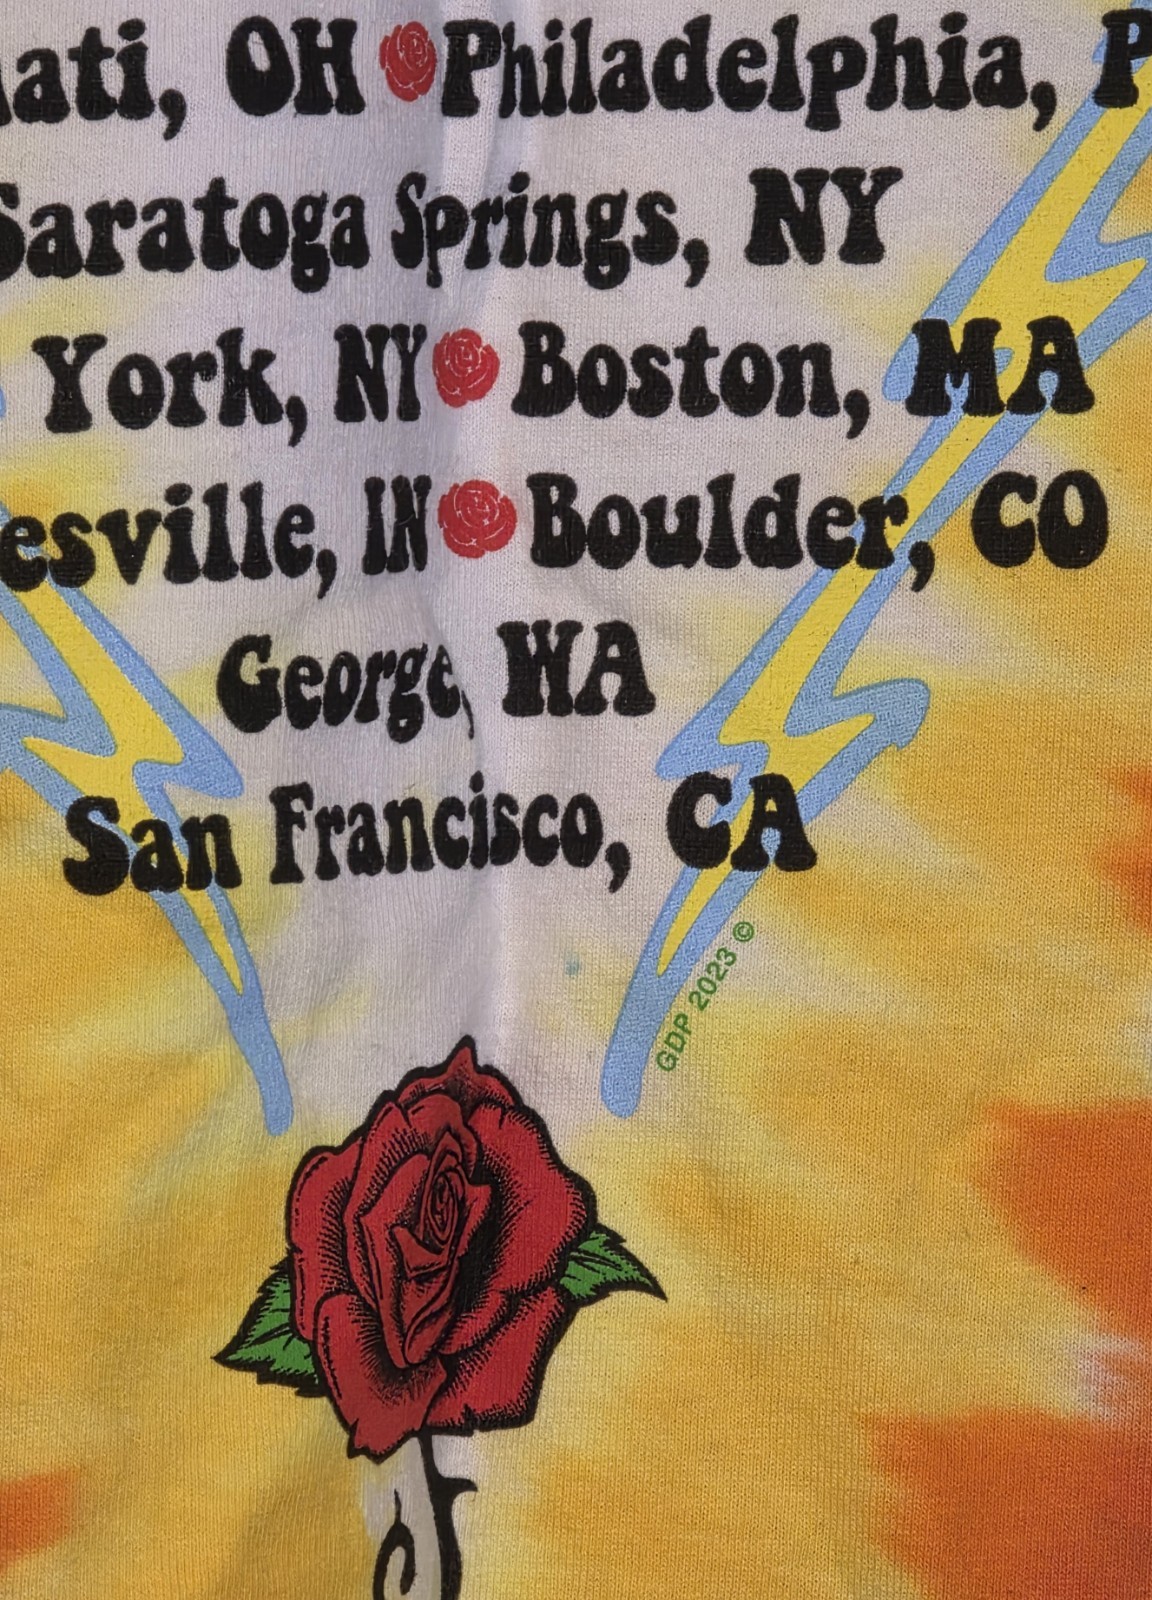 ati, OH Philadelphia, P
Saratoga Springs, NY
York, NY Boston, MA
esville, IN Boulder, CO
George, WA
San Francisco, CA
GDP 2023 ©